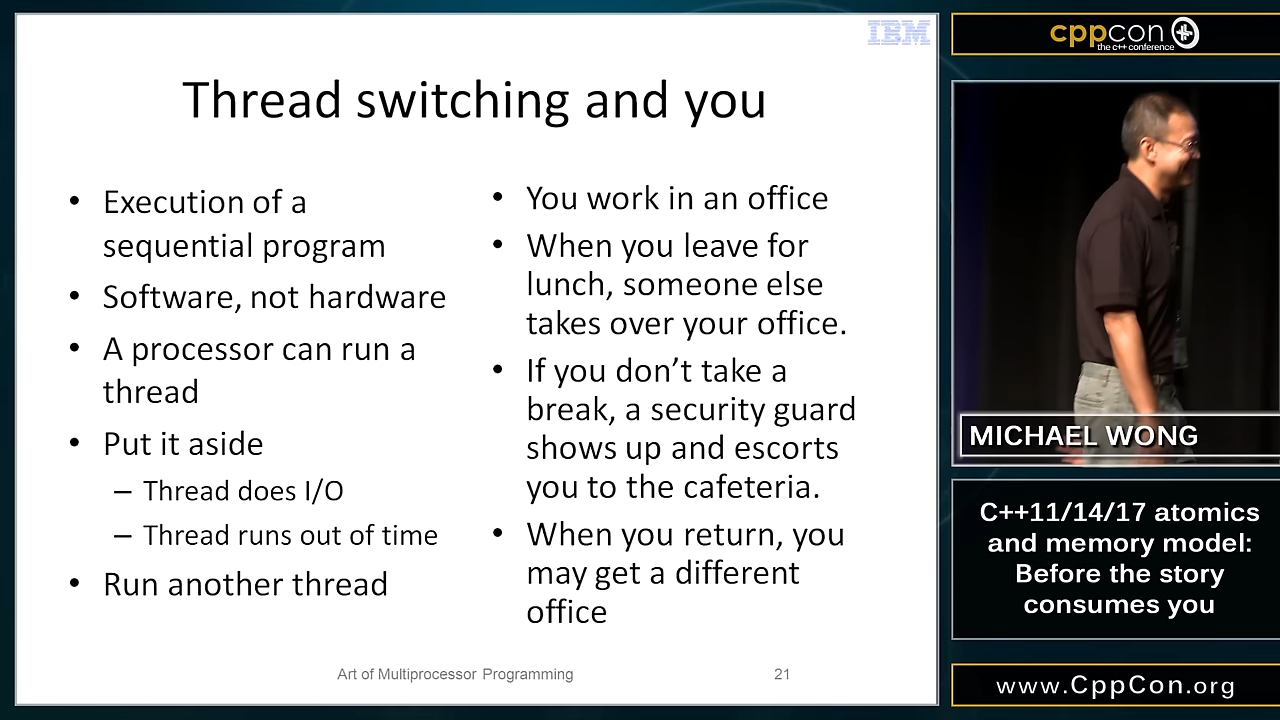 IBM
Thread switching and you
• Execution of a
sequential program
• Software, not hardware
• A processor can run a
thread
• Put it aside
– Thread does I/O
– Thread runs out of time
• Run another thread
• You work in an office
• When you leave for
lunch, someone else
takes over your office.
• If you don’t take a
break, a security guard
shows up and escorts
you to the cafeteria.
• When you return, you
may get a different
office
Art of Multiprocessor Programming
21
cppcon
the c++ conference
MICHAEL WONG
C++11/14/17 atomics
and memory model:
Before the story
consumes you
www.CppCon.org